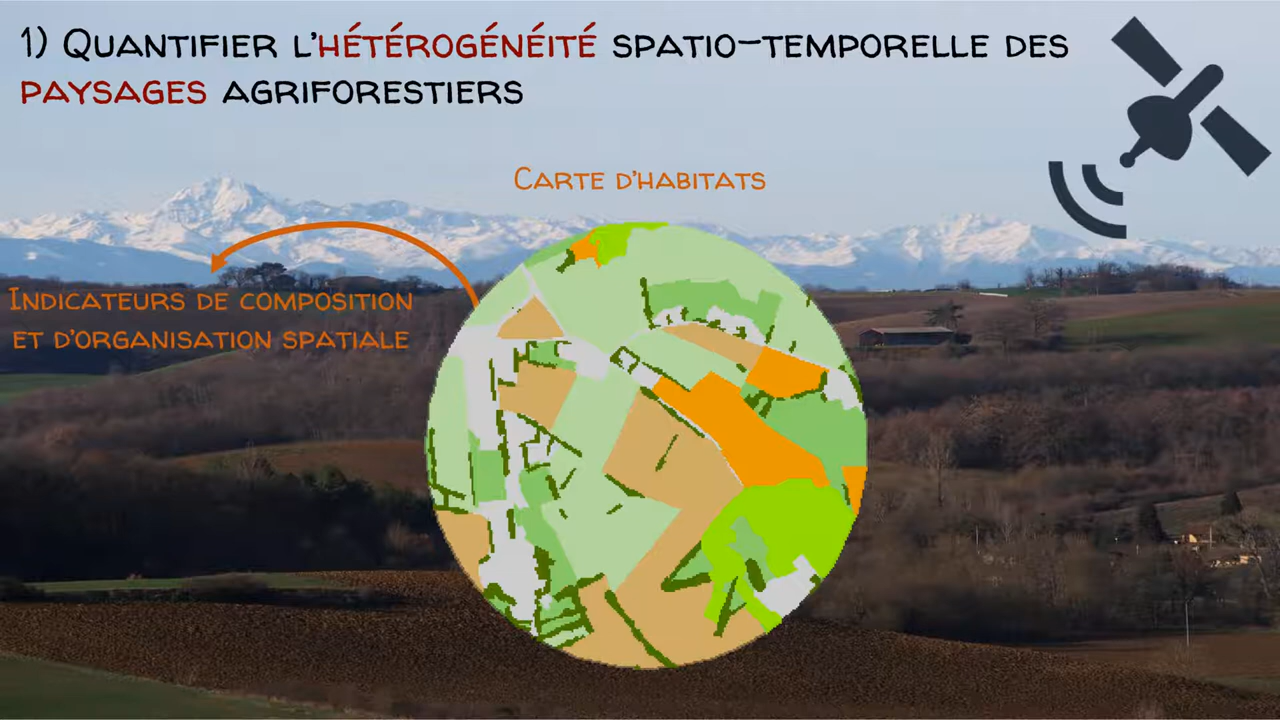 1) Quantifier l'hétérogénéité spatio-temporelle des
paysages agriforestiers
Carte d'habitats
Indicateurs de composition
et d'organisation spatiale